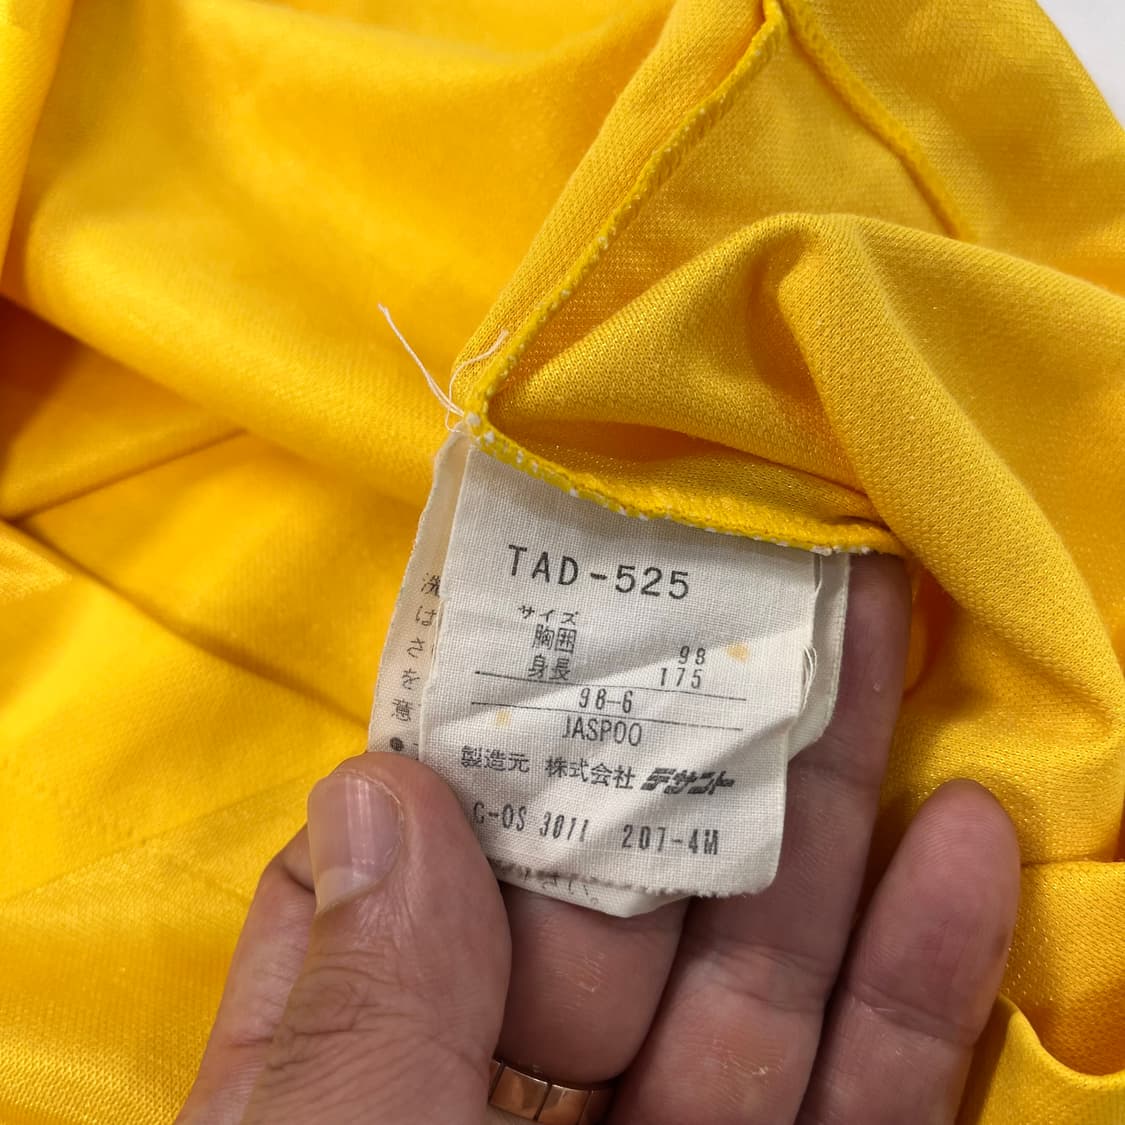 TAD-525
サイズ
胸囲 98
身長 175
98-6
JASPOO
製造元 株式会社 デサント
C-OS 3011 207-4M
洗
は
さ
を
意
●